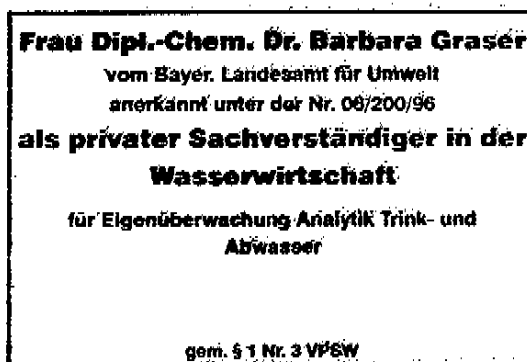 Frau Dipl.-Chem. Dr. Barbara Graser
vom Bayer. Landesamt für Umwelt
anerkannt unter der Nr. 06/200/96
als privater Sachverständiger in der
Wasserwirtschaft
für Eigenüberwachung Analytik Trink- und
Abwasser
gem. § 1 Nr. 3 VPSW